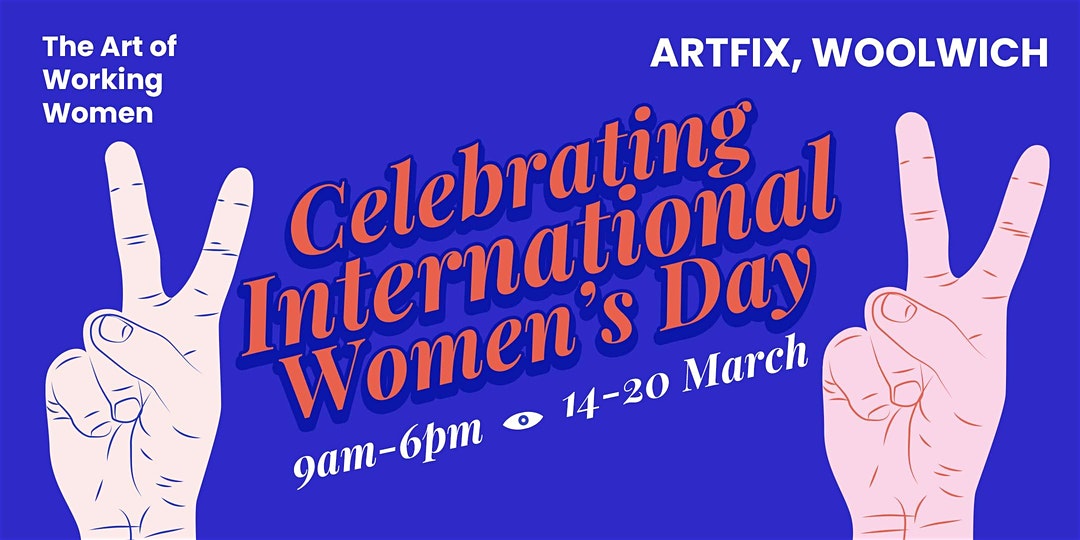 The Art of
Working
Women
ARTFIX, WOOLWICH
Celebrating
International
Women's Day
9am-6pm 14-20 March